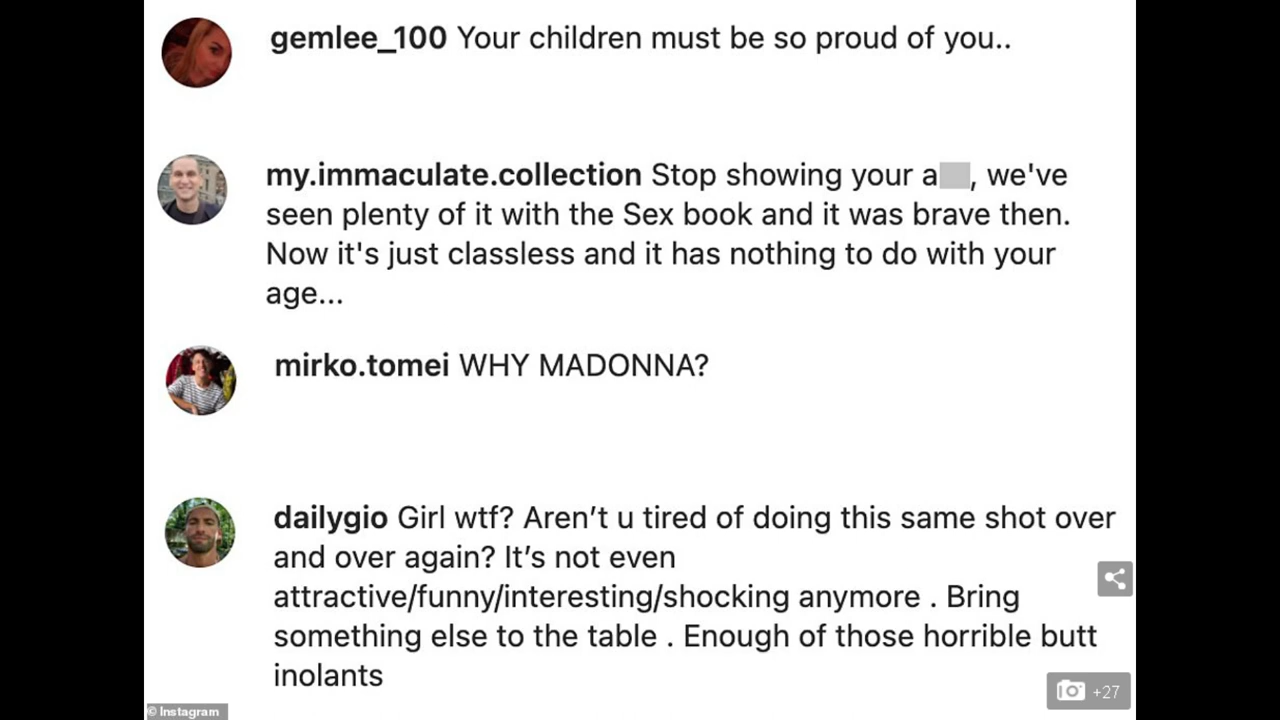 gemlee_100 Your children must be so proud of you..
my.immaculate.collection Stop showing your a , we've
seen plenty of it with the Sex book and it was brave then.
Now it's just classless and it has nothing to do with your
age...
mirko.tomei WHY MADONNA?
dailygio Girl wtf? Aren’t u tired of doing this same shot over
and over again? It’s not even
attractive/funny/interesting/shocking anymore . Bring
something else to the table . Enough of those horrible butt
inolants
+27
© Instagram